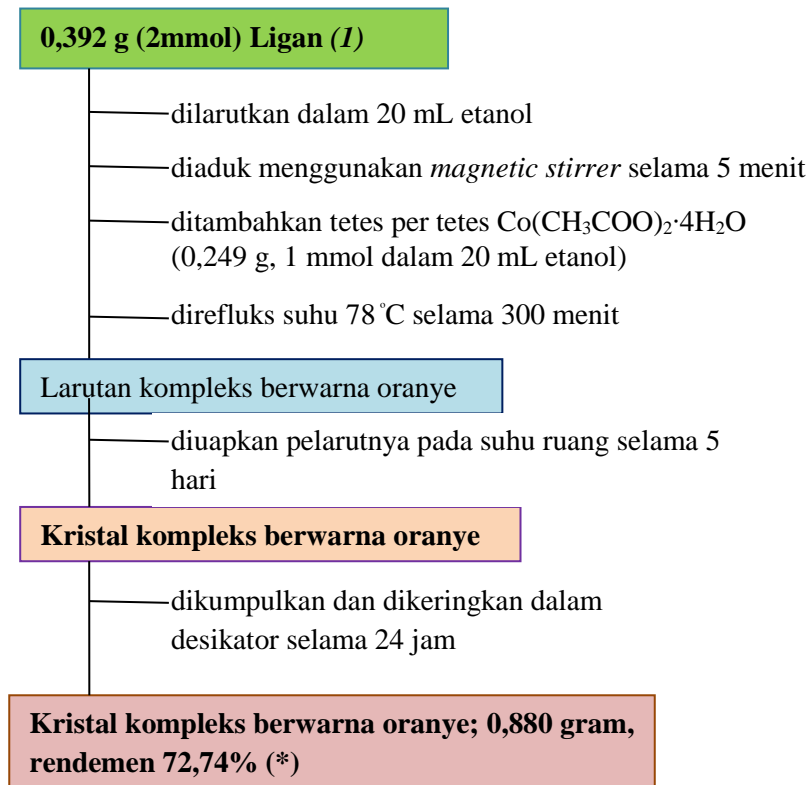 0,392 g (2mmol) Ligan (1)
dilarutkan dalam 20 mL etanol
diaduk menggunakan magnetic stirrer selama 5 menit
ditambahkan tetes per tetes Co(CH₃COO)₂·4H₂O
(0,249 g, 1 mmol dalam 20 mL etanol)
direfluks suhu 78 °C selama 300 menit
Larutan kompleks berwarna oranye
diuapkan pelarutnya pada suhu ruang selama 5
hari
Kristal kompleks berwarna oranye
dikumpulkan dan dikeringkan dalam
desikator selama 24 jam
Kristal kompleks berwarna oranye; 0,880 gram,
rendemen 72,74% (*)